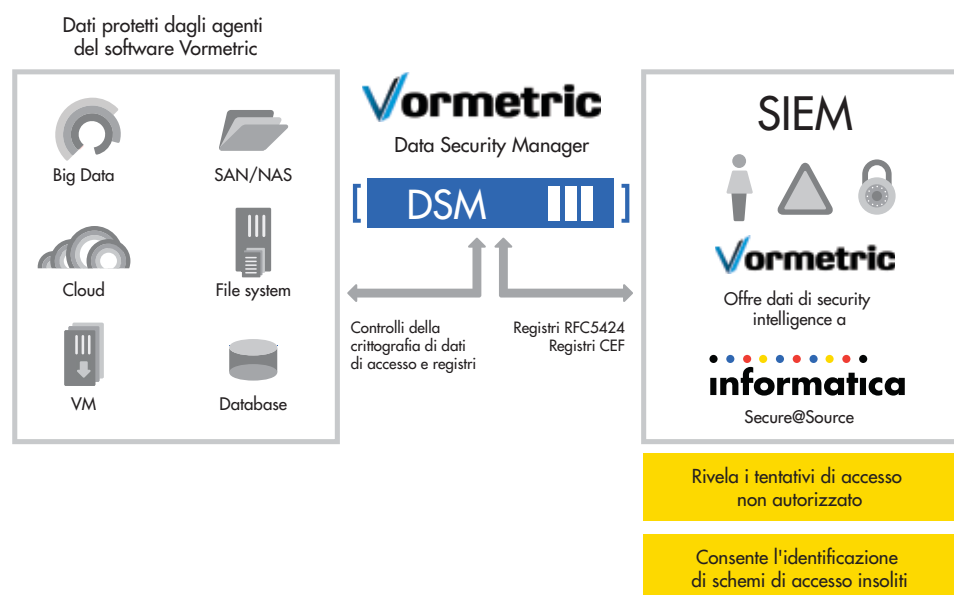 Dati protetti dagli agenti
del software Vormetric
Big Data
SAN/NAS
Cloud
File system
VM
Database
Vormetric
Data Security Manager
DSM
Controlli della
crittografia di dati
di accesso e registri
Registri RFC5424
Registri CEF
SIEM
Vormetric
Offre dati di security
intelligence a
informatica
Secure@Source
Rivela i tentativi di accesso
non autorizzato
Consente l'identificazione
di schemi di accesso insoliti